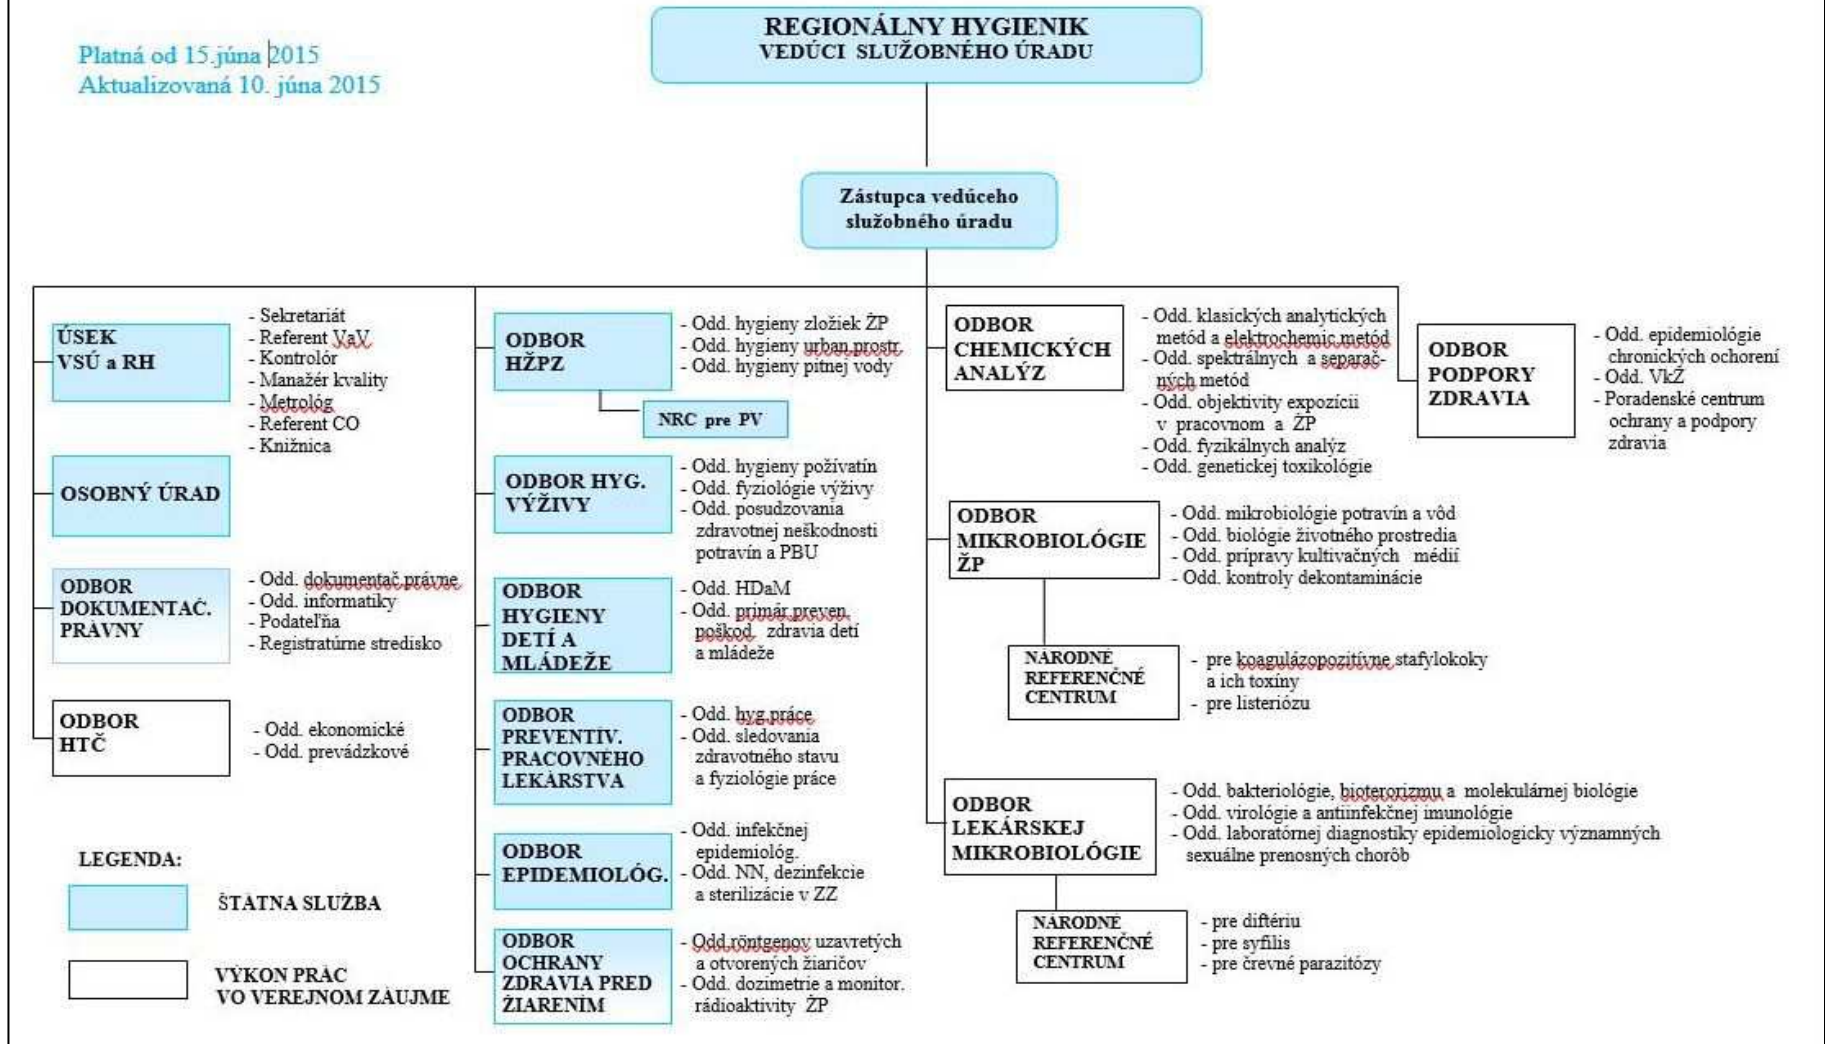 REGIONÁLNY HYGIENIK
VEDÚCI SLUŽOBNÉHO ÚRADU
Platná od 15.júna 2015
Aktualizovaná 10. júna 2015
Zástupca vedúceho
služobného úradu
ÚSEK
VSÚ a RH
- Sekretariát
- Referent VaV
- Kontrolór
- Manažér kvality
- Metrológ
- Referent CO
- Knižnica
OSOBNÝ ÚRAD
ODBOR
DOKUMENTAČ.
PRÁVNY
- Odd. dokumentač.právne
- Odd. informatiky
- Podateľňa
- Registratúrne stredisko
ODBOR
HTČ
- Odd. ekonomické
- Odd. prevádzkové
LEGENDA:
ŠTÁTNA SLUŽBA
VÝKON PRÁC
VO VEREJNOM ZÁUJME
ODBOR
HŽPZ
- Odd. hygieny zložiek ŽP
- Odd. hygieny urban.prostr.
- Odd. hygieny pitnej vody
NRC pre PV
ODBOR HYG.
VÝŽIVY
- Odd. hygieny požívatín
- Odd. fyziológie výživy
- Odd. posudzovania
zdravotnej neškodnosti
potravín a PBU
ODBOR
HYGIENY
DETÍ A
MLÁDEŽE
- Odd. HDaM
- Odd. primár.preven.
poškod. zdravia detí
a mládeže
ODBOR
PREVENTÍV.
PRACOVNÉHO
LEKÁRSTVA
- Odd. hyg.práce
- Odd. sledovania
zdravotného stavu
a fyziológie práce
ODBOR
EPIDEMIOLÓG.
- Odd. infekčnej
epidemiológ.
- Odd. NN, dezinfekcie
a sterilizácie v ZZ
ODBOR
OCHRANY
ZDRAVIA PRED
ŽIARENÍM
- Odd.röntgenov uzavretých
a otvorených žiaričov
- Odd. dozimetrie a monitor.
rádioaktivity ŽP
ODBOR
CHEMICKÝCH
ANALÝZ
- Odd. klasických analytických
metód a elektrochemic.metód
- Odd. spektrálnych a separač-
ných metód
- Odd. objektivity expozícii
v pracovnom a ŽP
- Odd. fyzikálnych analýz
- Odd. genetickej toxikológie
ODBOR
MIKROBIOLÓGIE
ŽP
- Odd. mikrobiológie potravín a vôd
- Odd. biológie životného prostredia
- Odd. prípravy kultivačných médií
- Odd. kontroly dekontaminácie
NÁRODNÉ
REFERENČNÉ
CENTRUM
- pre koagulázopozitívne stafylokoky
a ich toxíny
- pre listeriózu
ODBOR
LEKÁRSKEJ
MIKROBIOLÓGIE
- Odd. bakteriológie, bioterorizmu a molekulárnej biológie
- Odd. virológie a antiinfekčnej imunológie
- Odd. laboratórnej diagnostiky epidemiologicky významných
sexuálne prenosných chorôb
NÁRODNÉ
REFERENČNÉ
CENTRUM
- pre diftériu
- pre syfilis
- pre črevné parazitózy
ODBOR
PODPORY
ZDRAVIA
- Odd. epidemiológie
chronických ochorení
- Odd. VkŽ
- Poradenské centrum
ochrany a podpory
zdravia